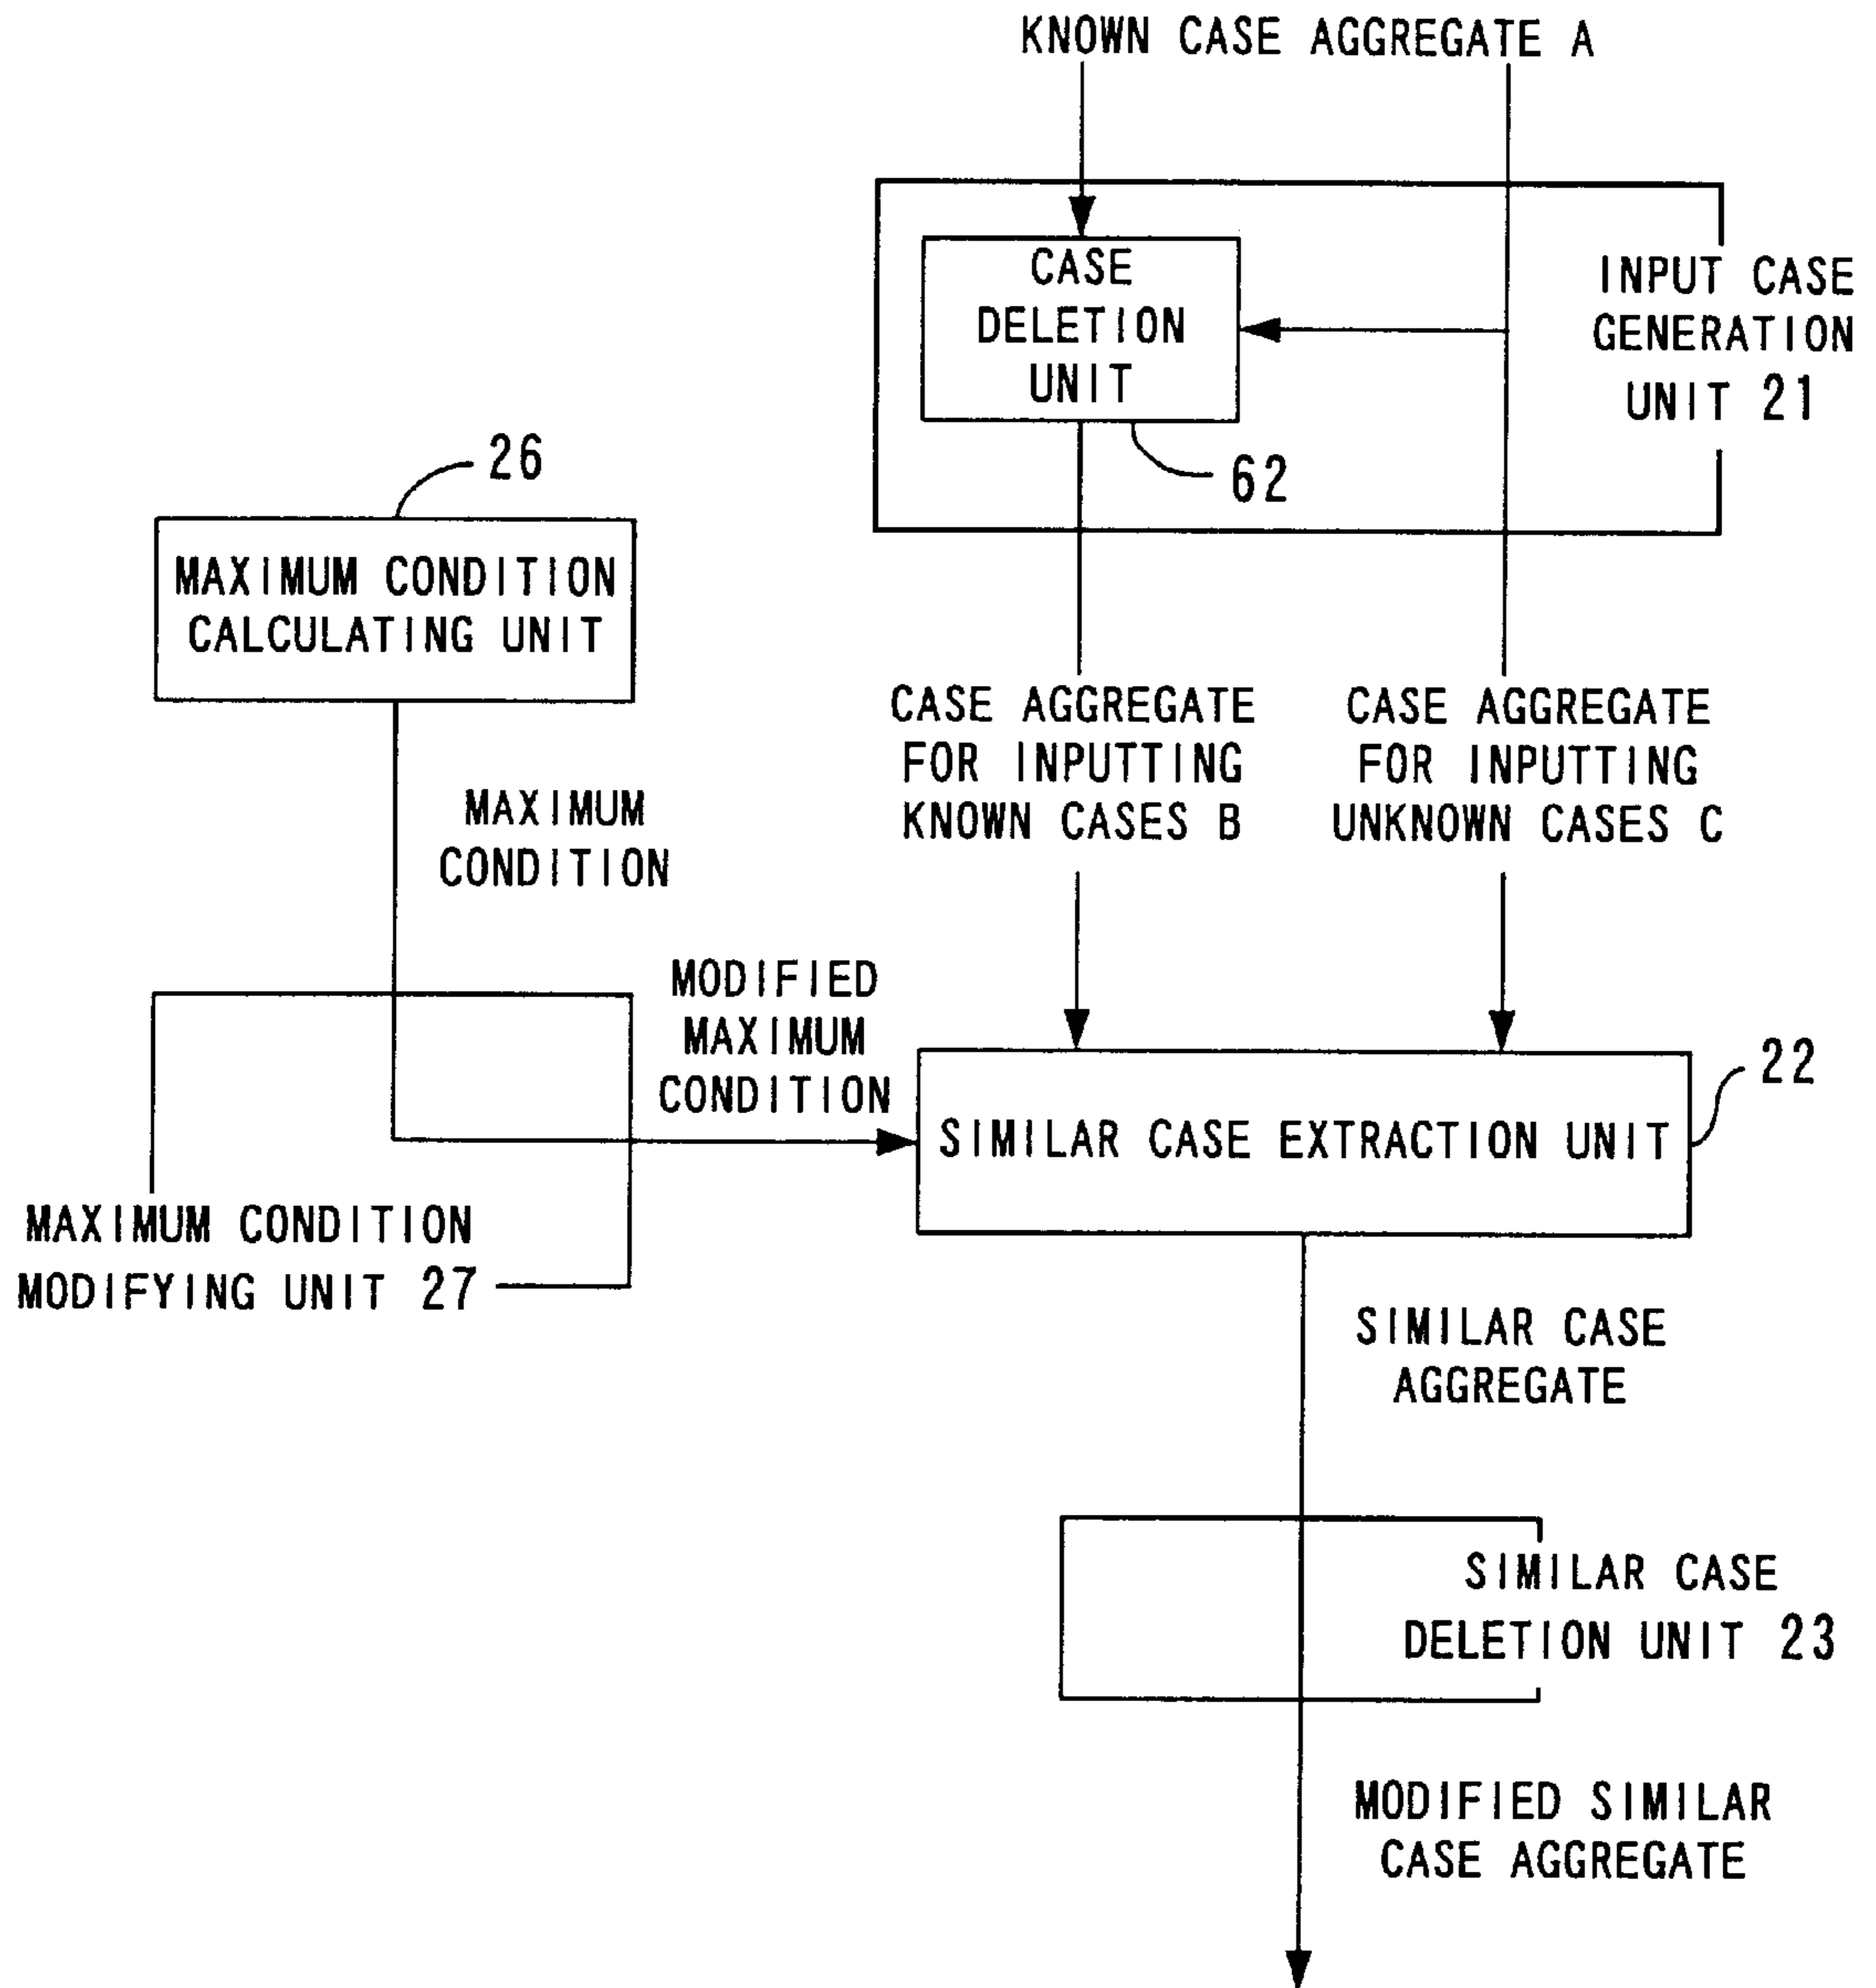 KNOWN CASE AGGREGATE A
CASE
DELETION
UNIT
62
INPUT CASE
GENERATION
UNIT 21
26
MAXIMUM CONDITION
CALCULATING UNIT
CASE AGGREGATE
FOR INPUTTING
KNOWN CASES B
CASE AGGREGATE
FOR INPUTTING
UNKNOWN CASES C
MAXIMUM
CONDITION
MODIFIED
MAXIMUM
CONDITION
22
SIMILAR CASE EXTRACTION UNIT
MAXIMUM CONDITION
MODIFYING UNIT 27
SIMILAR CASE
AGGREGATE
SIMILAR CASE
DELETION UNIT 23
MODIFIED SIMILAR
CASE AGGREGATE